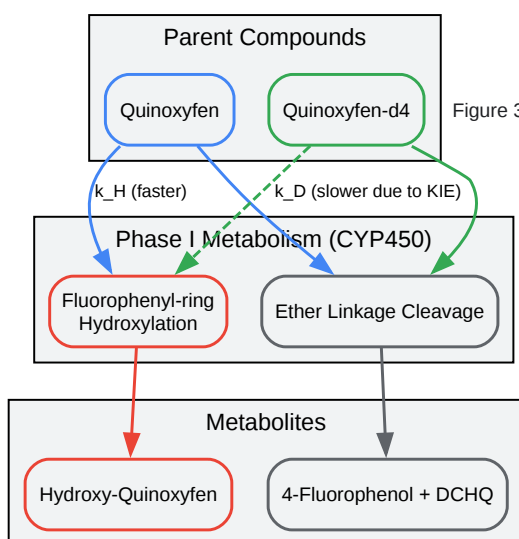 Parent Compounds
Quinoxyfen
Quinoxyfen-d4
Figure 3
k_H (faster)
k_D (slower due to KIE)
Phase I Metabolism (CYP450)
Fluorophenyl-ring
Hydroxylation
Ether Linkage Cleavage
Metabolites
Hydroxy-Quinoxyfen
4-Fluorophenol + DCHQ